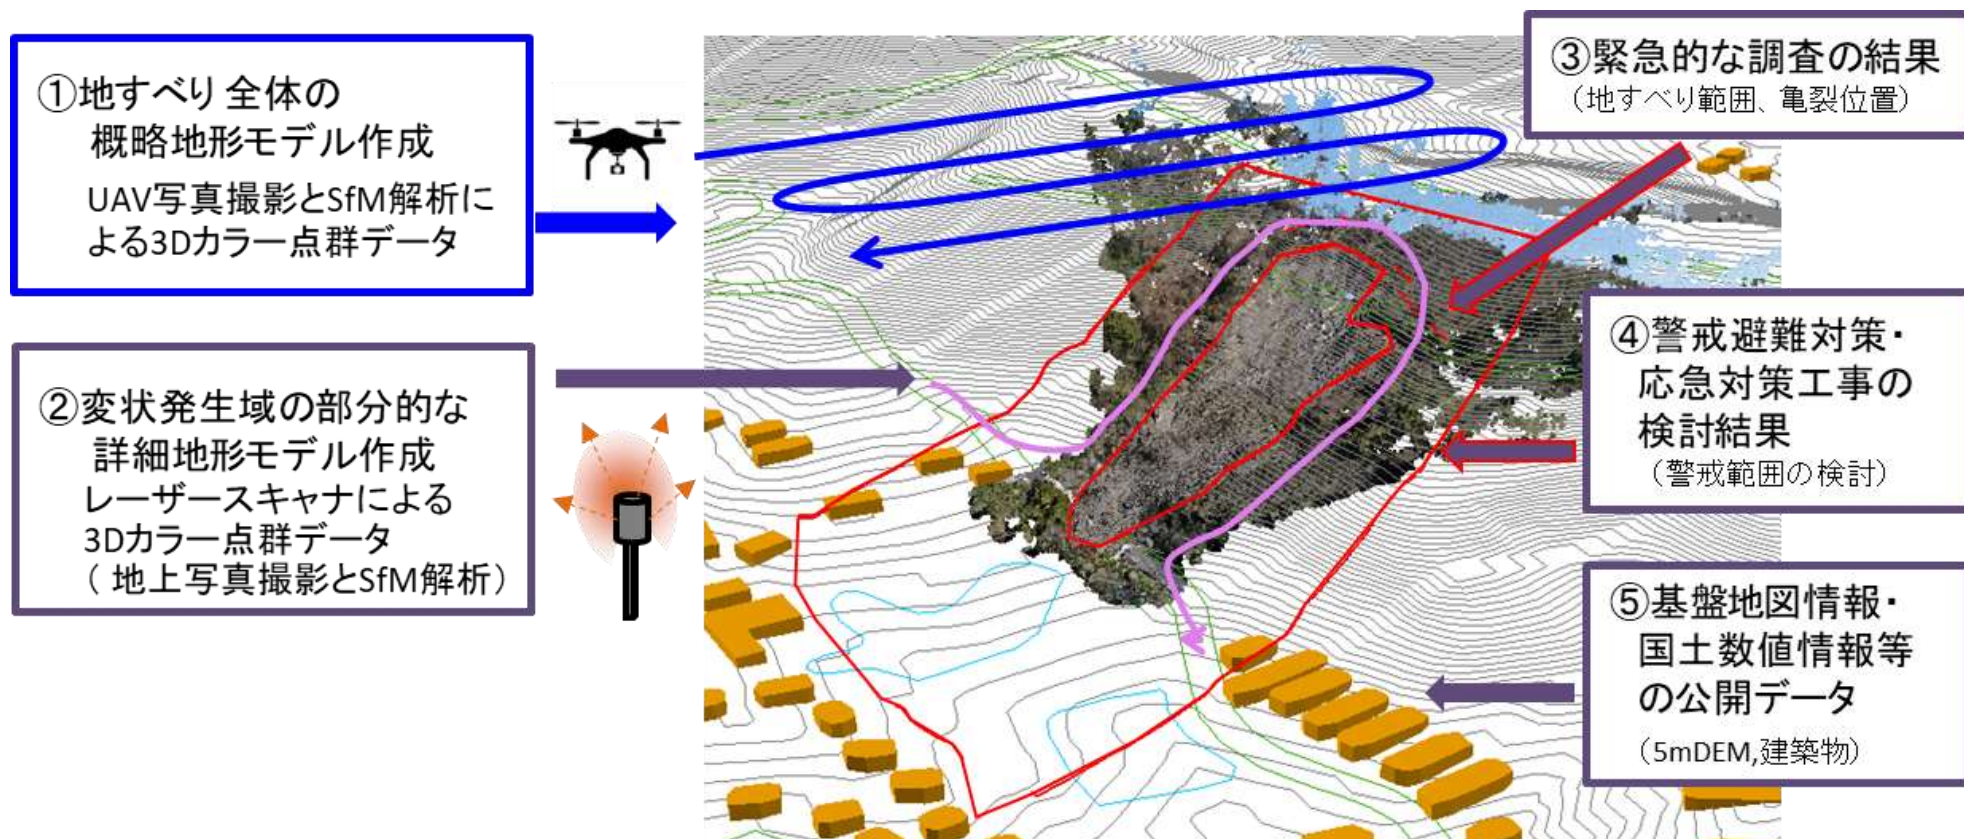 ①地すべり全体の
概略地形モデル作成
UAV写真撮影とSfM解析に
よる3Dカラー点群データ
②変状発生域の部分的な
詳細地形モデル作成
レーザースキャナによる
3Dカラー点群データ
(地上写真撮影とSfM解析)
③緊急的な調査の結果
(地すべり範囲、亀裂位置)
④警戒避難対策・
応急対策工事の
検討結果
(警戒範囲の検討)
⑤基盤地図情報・
国土数値情報等
の公開データ
(5mDEM,建築物)